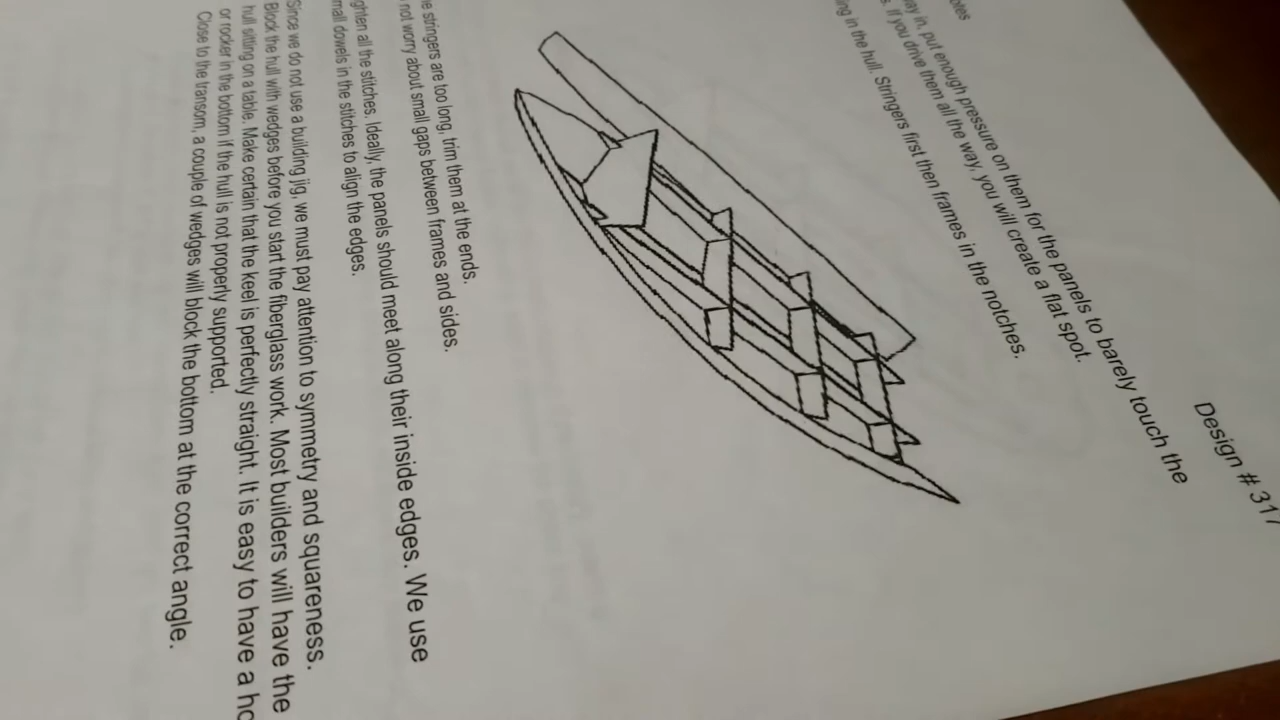 Design # 317
otes
ay in, put enough pressure on them for the panels to barely touch the
s. If you drive them all the way, you will create a flat spot.
ng in the hull. Stringers first then frames in the notches.
e stringers are too long, trim them at the ends.
not worry about small gaps between frames and sides.
ghten all the stitches. Ideally, the panels should meet along their inside edges. We use
mall dowels in the stitches to align the edges.
Since we do not use a building jig, we must pay attention to symmetry and squareness.
Block the hull with wedges before you start the fiberglass work. Most builders will have the
hull sitting on a table. Make certain that the keel is perfectly straight. It is easy to have a ho
or rocker in the bottom if the hull is not properly supported.
Close to the transom, a couple of wedges will block the bottom at the correct angle.